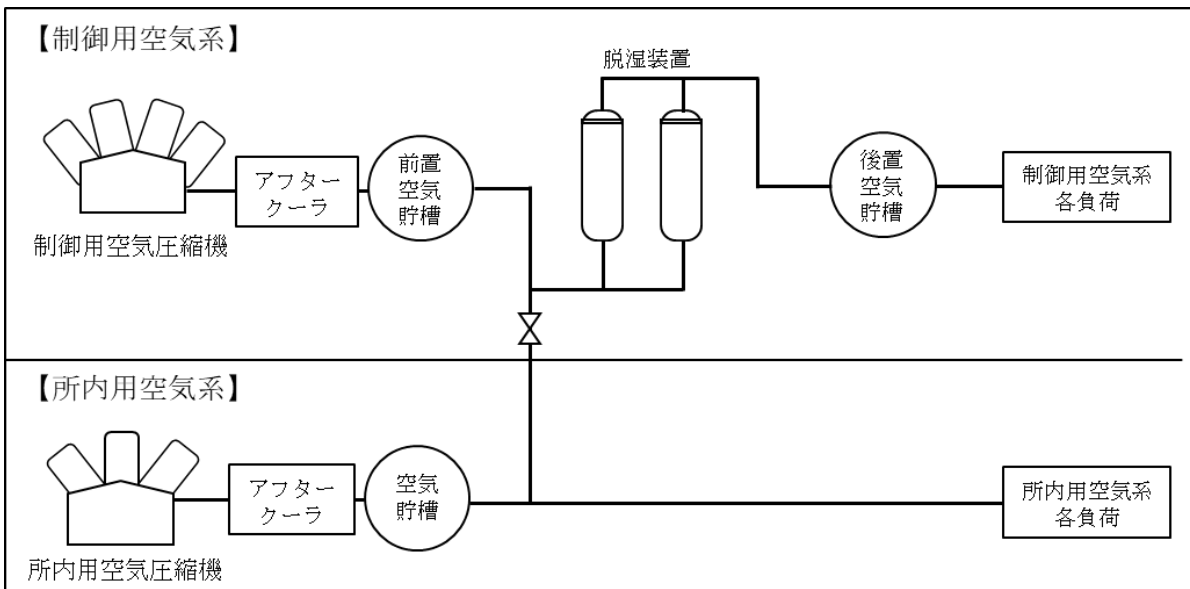 【制御用空気系】
脱湿装置
アフター
クーラ
前置
空気
貯槽
後置
空気
貯槽
制御用空気系
各負荷
制御用空気圧縮機
【所内用空気系】
アフター
クーラ
空気
貯槽
所内用空気系
各負荷
所内用空気圧縮機